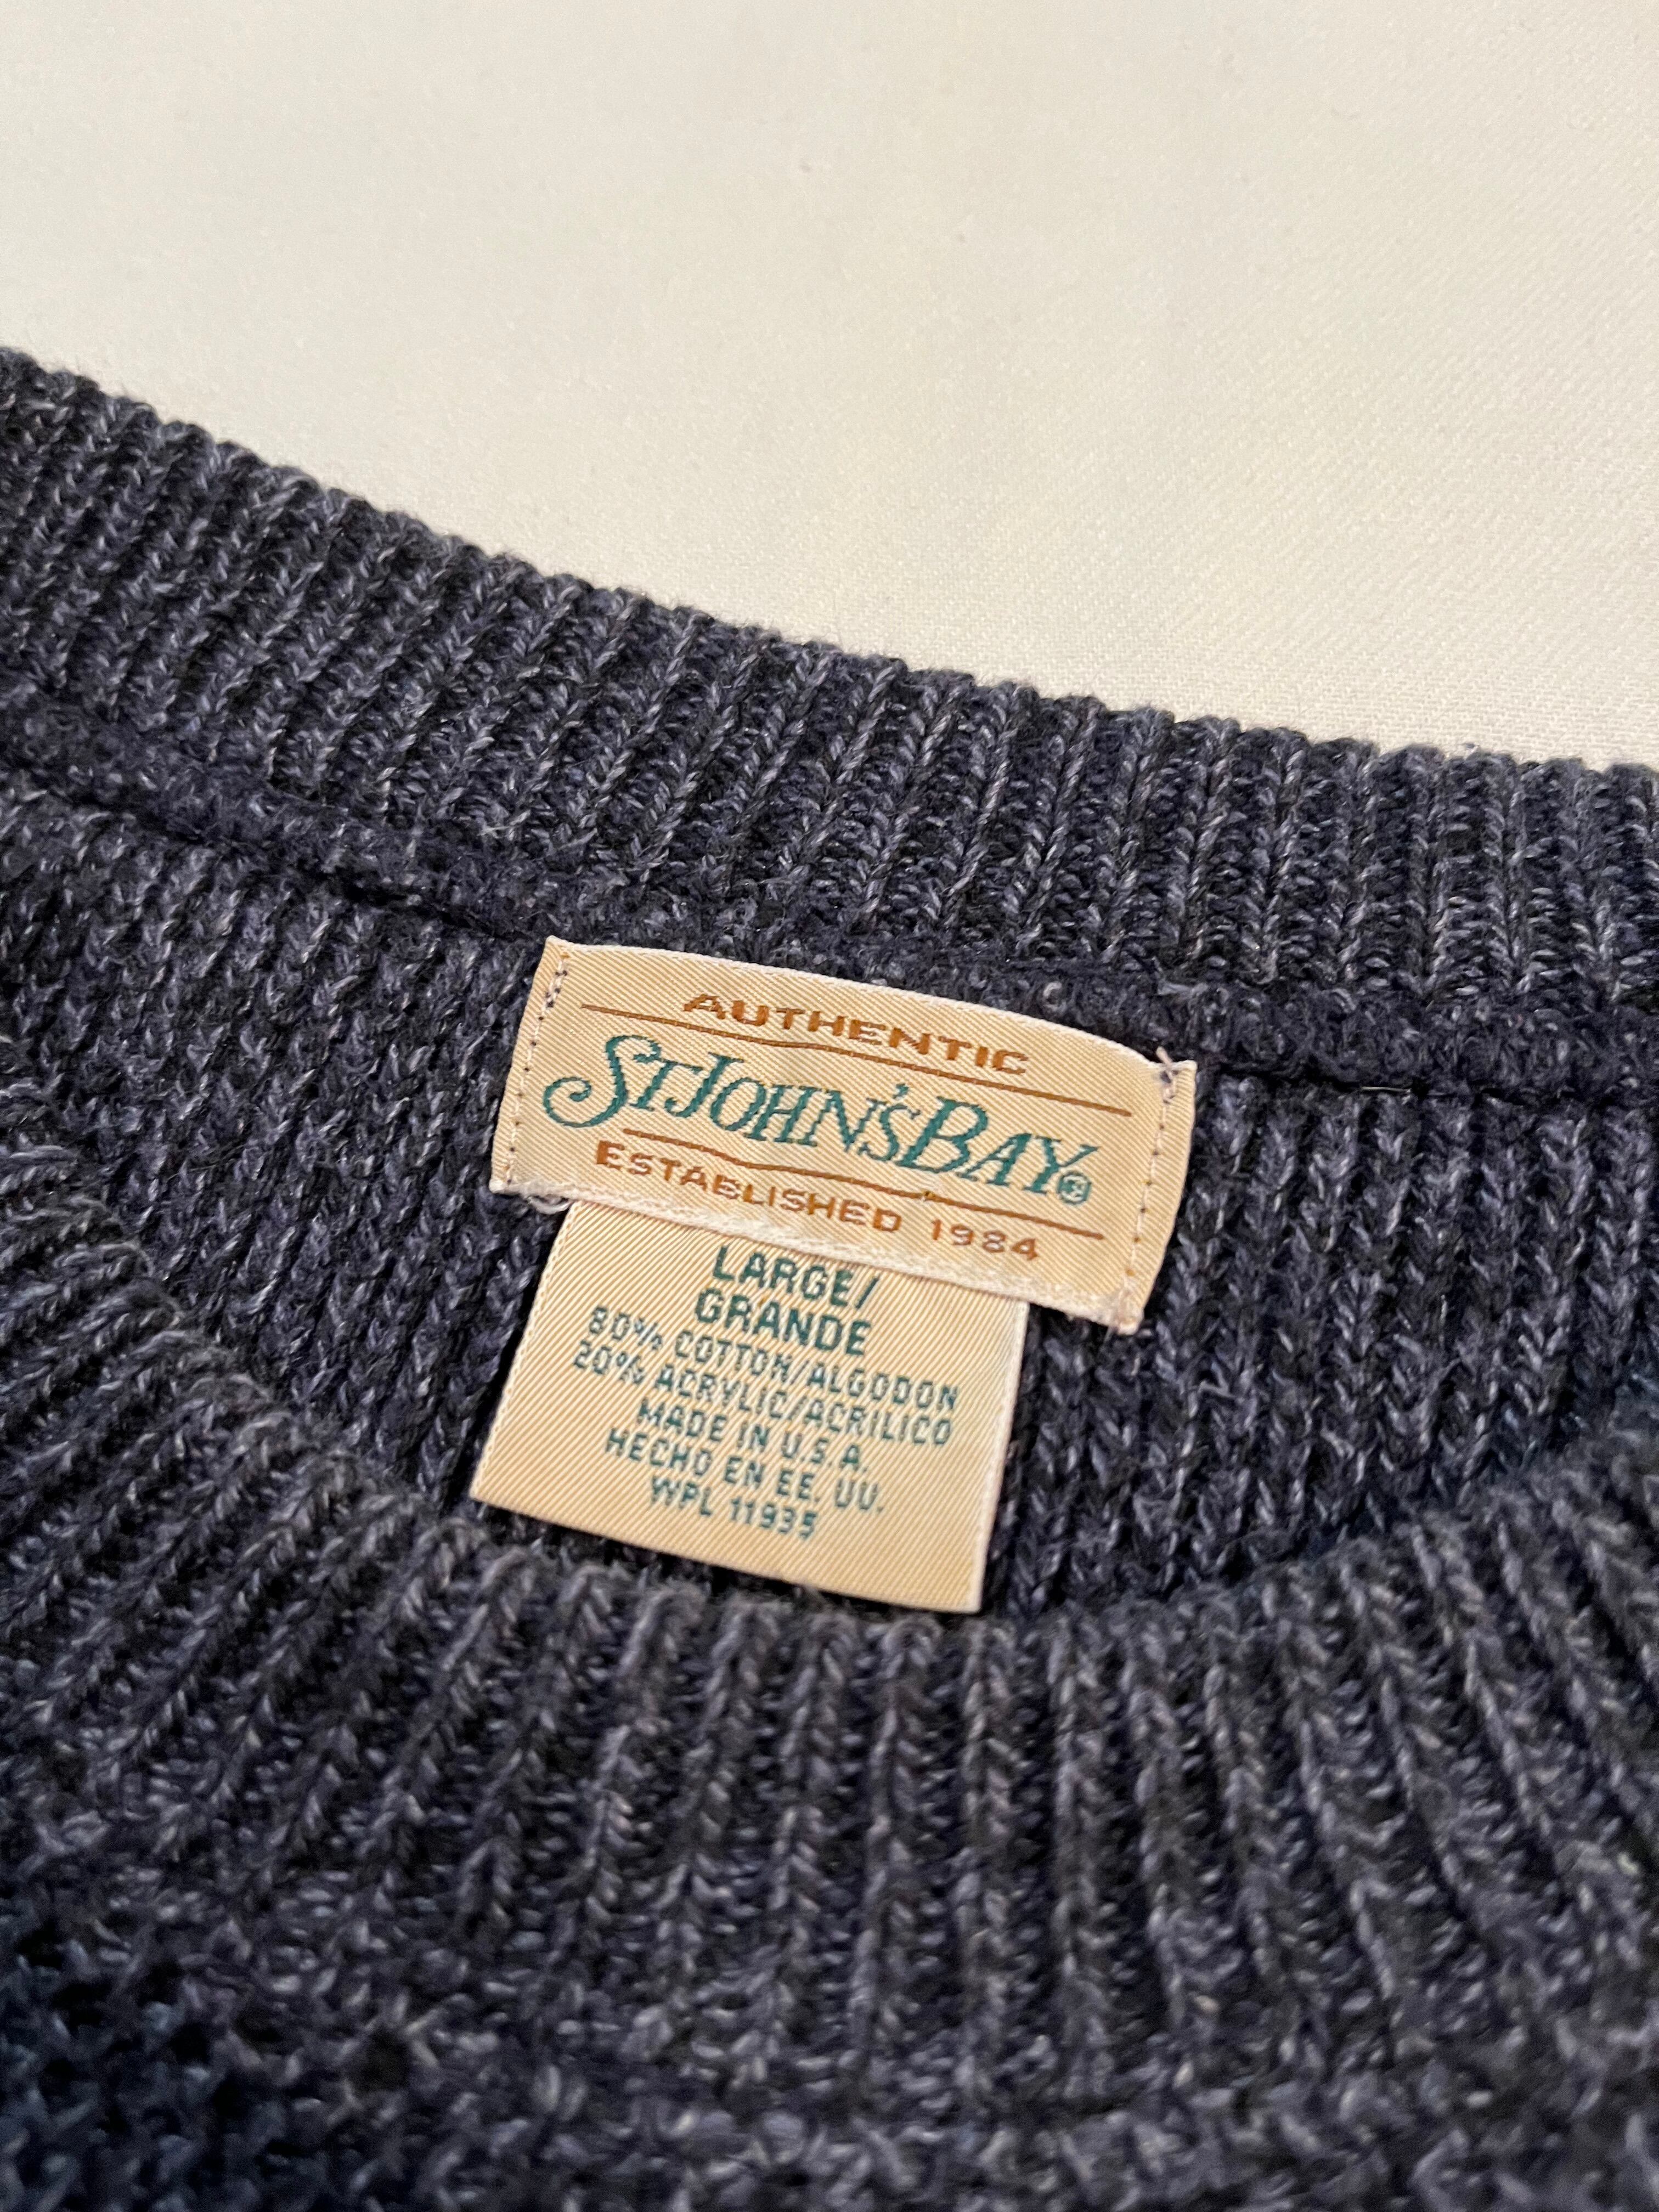 AUTHENTIC
ST JOHN'S BAY®
ESTABLISHED 1984
LARGE/
GRANDE
80% COTTON/ALGODON
20% ACRYLIC/ACRILICO
MADE IN U.S.A.
HECHO EN EE. UU.
WPL 11935